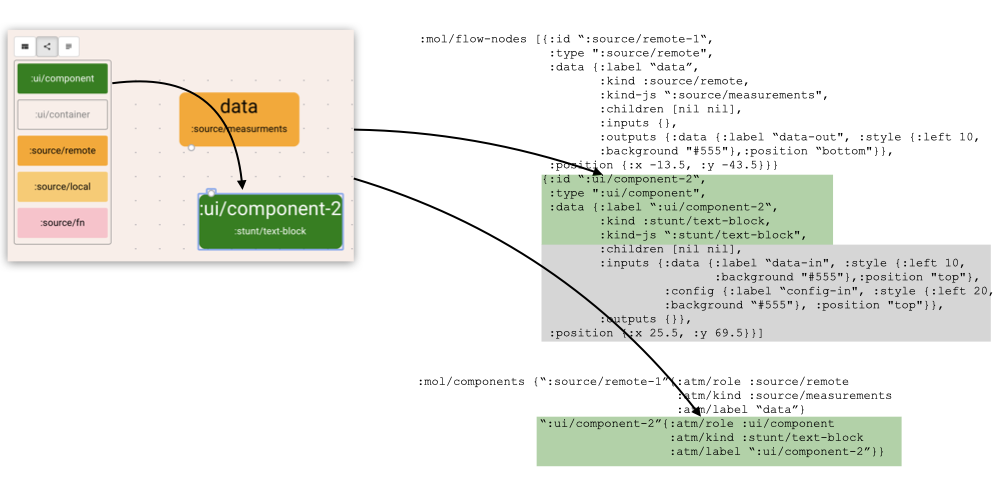 :ui/component
:ui/container
:source/remote
:source/local
:source/fn
data
:source/measurments
:ui/component-2
:stunt/text-block
:mol/flow-nodes [{:id “:source/remote-1“,
:type ":source/remote",
:data {:label “data”,
:kind :source/remote,
:kind-js “:source/measurements",
:children [nil nil],
:inputs {},
:outputs {:data {:label “data-out", :style {:left 10,
:background "#555"},:position “bottom"}},
:position {:x -13.5, :y -43.5}}}
{:id “:ui/component-2“,
:type ":ui/component",
:data {:label “:ui/component-2“,
:kind :stunt/text-block,
:kind-js “:stunt/text-block",
:children [nil nil],
:inputs {:data {:label “data-in", :style {:left 10,
:background "#555"},:position "top"},
:config {:label “config-in", :style {:left 20,
:background “#555"}, :position "top"}},
:outputs {}},
:position {:x 25.5, :y 69.5}}]
:mol/components {“:source/remote-1”{:atm/role :source/remote
:atm/kind :source/measurements
:atm/label “data”}
“:ui/component-2”{:atm/role :ui/component
:atm/kind :stunt/text-block
:atm/label “:ui/component-2”}}